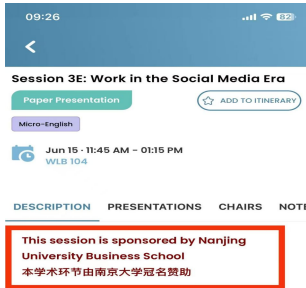 09:26
82
Session 3E: Work in the Social Media Era
Paper Presentation
ADD TO ITINERARY
Micro-English
Jun 15 · 11:45 AM – 01:15 PM
WLB 104
DESCRIPTION PRESENTATIONS CHAIRS NOTE
This session is sponsored by Nanjing
University Business School
本学术环节由南京大学冠名赞助